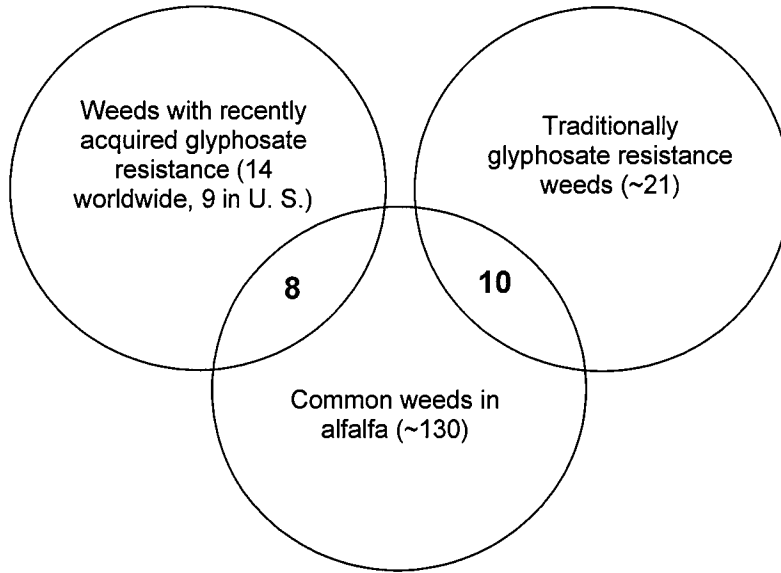 Weeds with recently
acquired glyphosate
resistance (14
worldwide, 9 in U. S.)
Traditionally
glyphosate resistance
weeds (~21)
8
10
Common weeds in
alfalfa (~130)